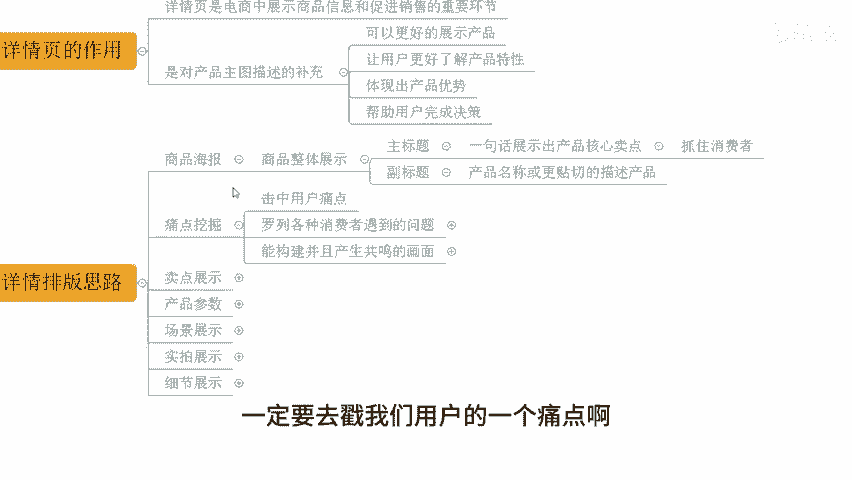 详情页是电商中展示商品信息和促进销售的重要环节
详情页的作用
可以更好的展示产品
让用户更好了解产品特性
是对产品主图描述的补充
体现出产品优势
帮助用户完成决策
主标题 一句话展示出产品核心卖点 抓住消费者
商品海报 商品整体展示
副标题 产品名称或更贴切的描述产品
击中用户痛点
痛点挖掘 罗列各种消费者遇到的问题
能构建并且产生共鸣的画面
卖点展示
详情排版思路
产品参数
场景展示
实拍展示
细节展示
一定要去戳我们用户的一个痛点啊